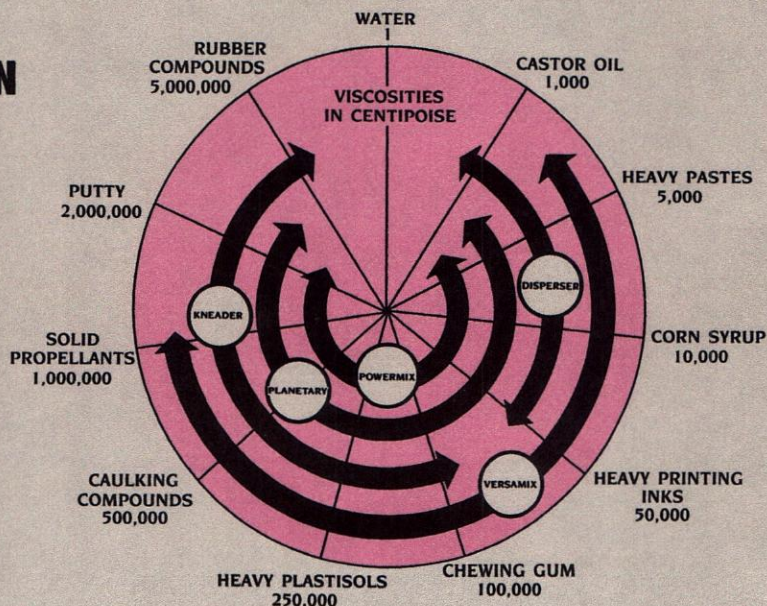 N
WATER
1
RUBBER
COMPOUNDS
5,000,000
CASTOR OIL
1,000
VISCOSITIES
IN CENTIPOISE
PUTTY
2,000,000
HEAVY PASTES
5,000
KNEADER
DISPERSER
SOLID
PROPELLANTS
1,000,000
CORN SYRUP
10,000
PLANETARY
POWERMIX
CAULKING
COMPOUNDS
500,000
VERSAMIX
HEAVY PRINTING
INKS
50,000
HEAVY PLASTISOLS
250,000
CHEWING GUM
100,000